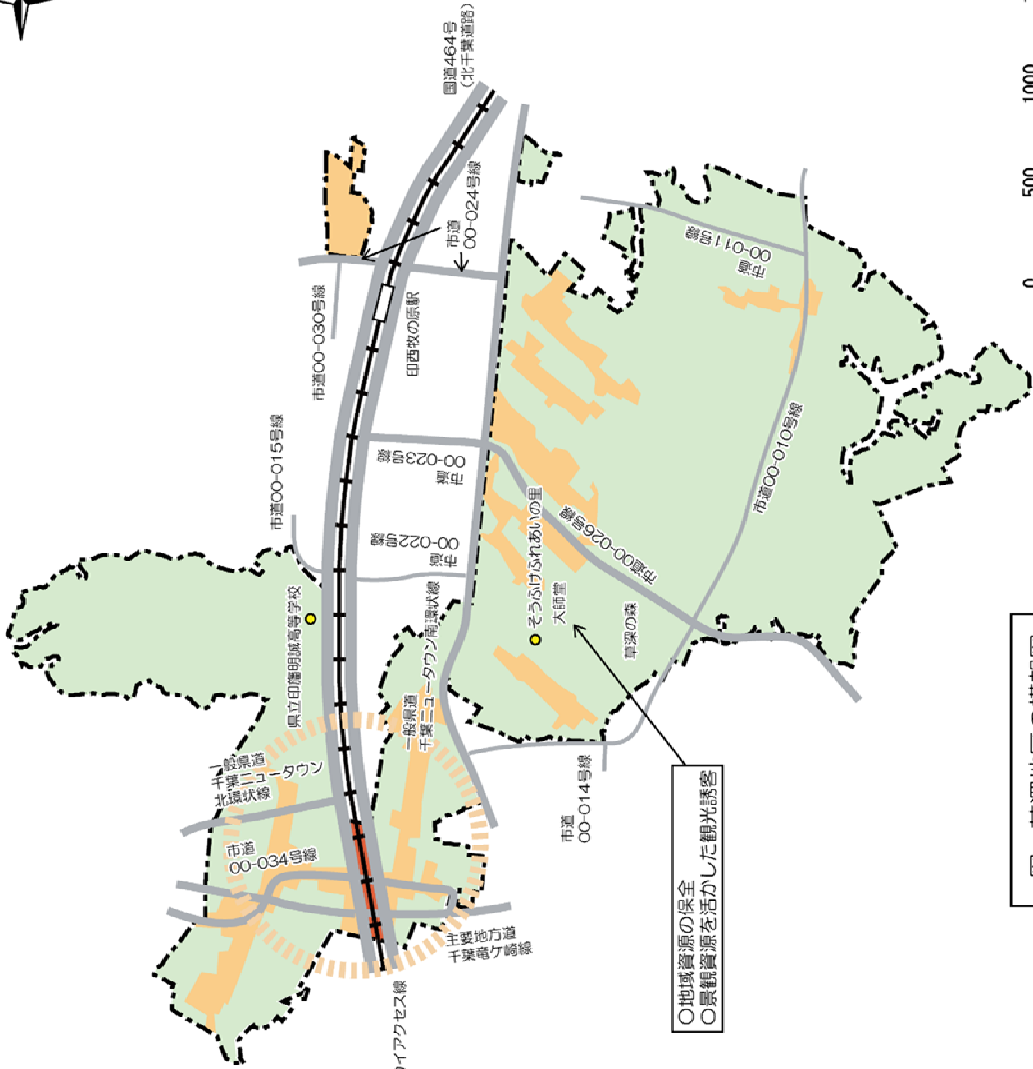 国道464号
（北千葉道路）
市道
00-024号線
市道00-030号線
印西牧の原駅
市道
00-011号線
市道00-015号線
市道
00-023号線
市道
00-022号線
市道00-010号線
市道00-026号線
県立印旛明誠高等学校
そうふけふれあいの里
大師堂
草深の森
一般県道
千葉ニュータウン南環状線
一般県道
千葉ニュータウン
北環状線
市道
00-034号線
市道
00-014号線
主要地方道
千葉竜ケ崎線
イアクセス線
○地域資源の保全
○景観資源を活かした観光誘客
0 500 1000